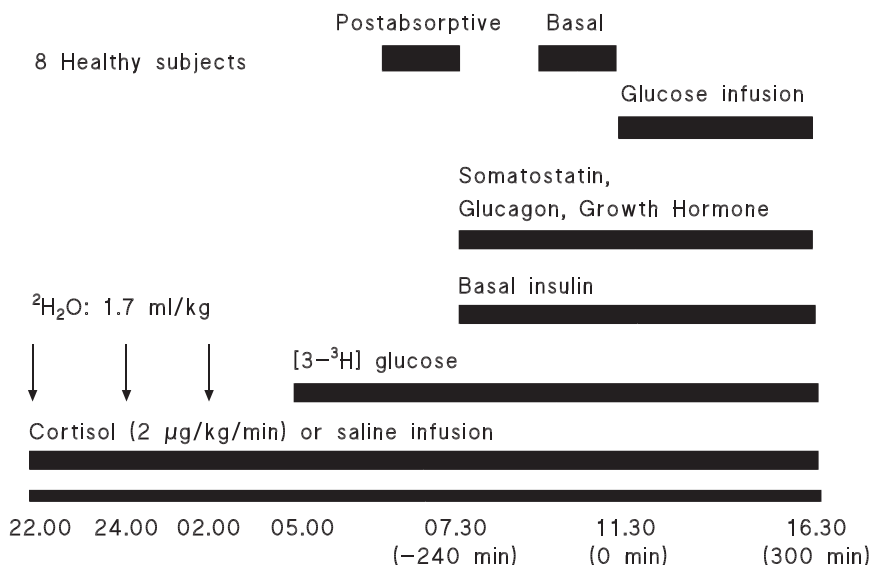 Postabsorptive Basal
8 Healthy subjects
Glucose infusion
Somatostatin,
Glucagon, Growth Hormone
Basal insulin
²H₂O: 1.7 ml/kg
[3–³H] glucose
Cortisol (2 µg/kg/min) or saline infusion
22.00 24.00 02.00 05.00 07.30 11.30 16.30
(−240 min) (0 min) (300 min)